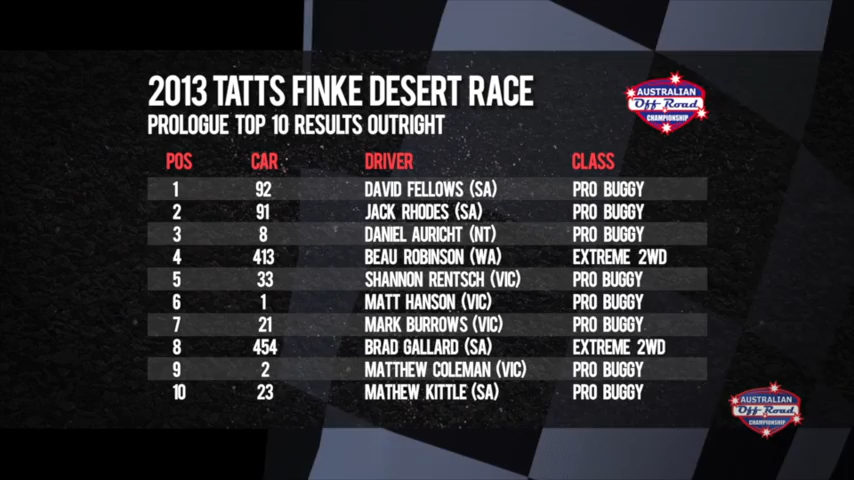 2013 TATTS FINKE DESERT RACE
PROLOGUE TOP 10 RESULTS OUTRIGHT
AUSTRALIAN
Off Road
CHAMPIONSHIP
POS CAR DRIVER CLASS
1 92 DAVID FELLOWS (SA) PRO BUGGY
2 91 JACK RHODES (SA) PRO BUGGY
3 8 DANIEL AURICHT (NT) PRO BUGGY
4 413 BEAU ROBINSON (WA) EXTREME 2WD
5 33 SHANNON RENTSCH (VIC) PRO BUGGY
6 1 MATT HANSON (VIC) PRO BUGGY
7 21 MARK BURROWS (VIC) PRO BUGGY
8 454 BRAD GALLARD (SA) EXTREME 2WD
9 2 MATTHEW COLEMAN (VIC) PRO BUGGY
10 23 MATHEW KITTLE (SA) PRO BUGGY
AUSTRALIAN
Off Road
CHAMPIONSHIP